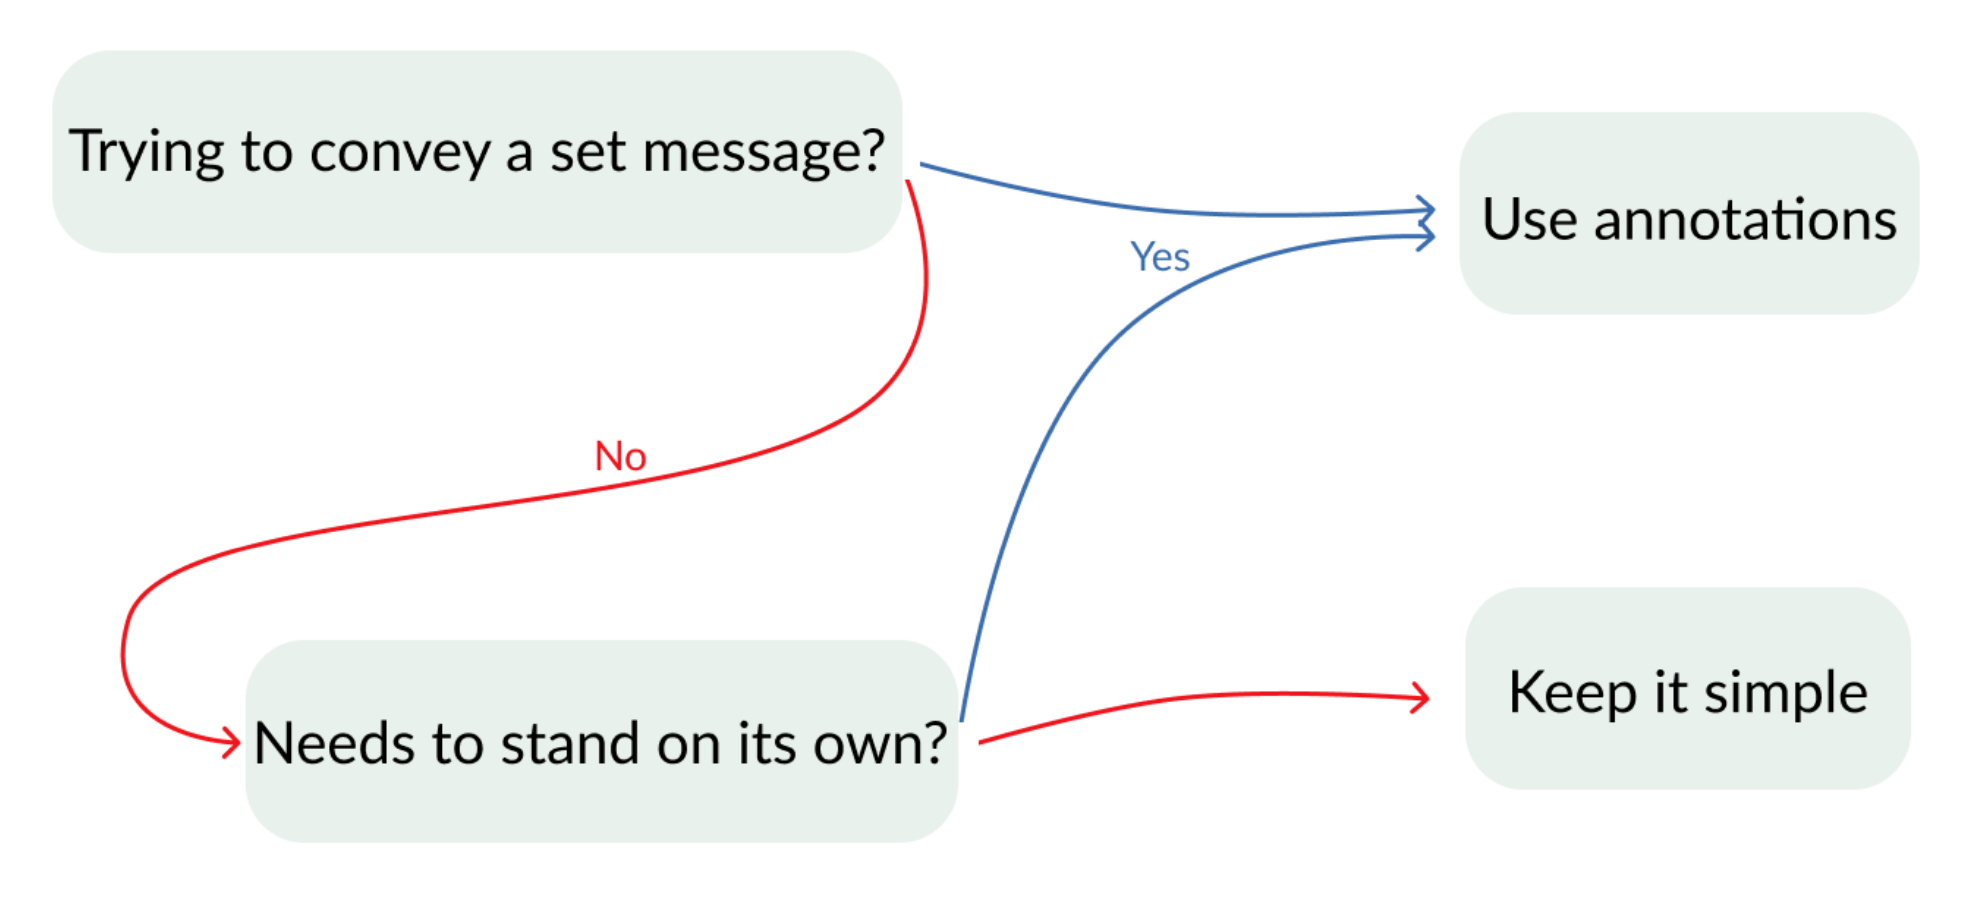 Trying to convey a set message?
Use annotations
Yes
No
Needs to stand on its own?
Keep it simple